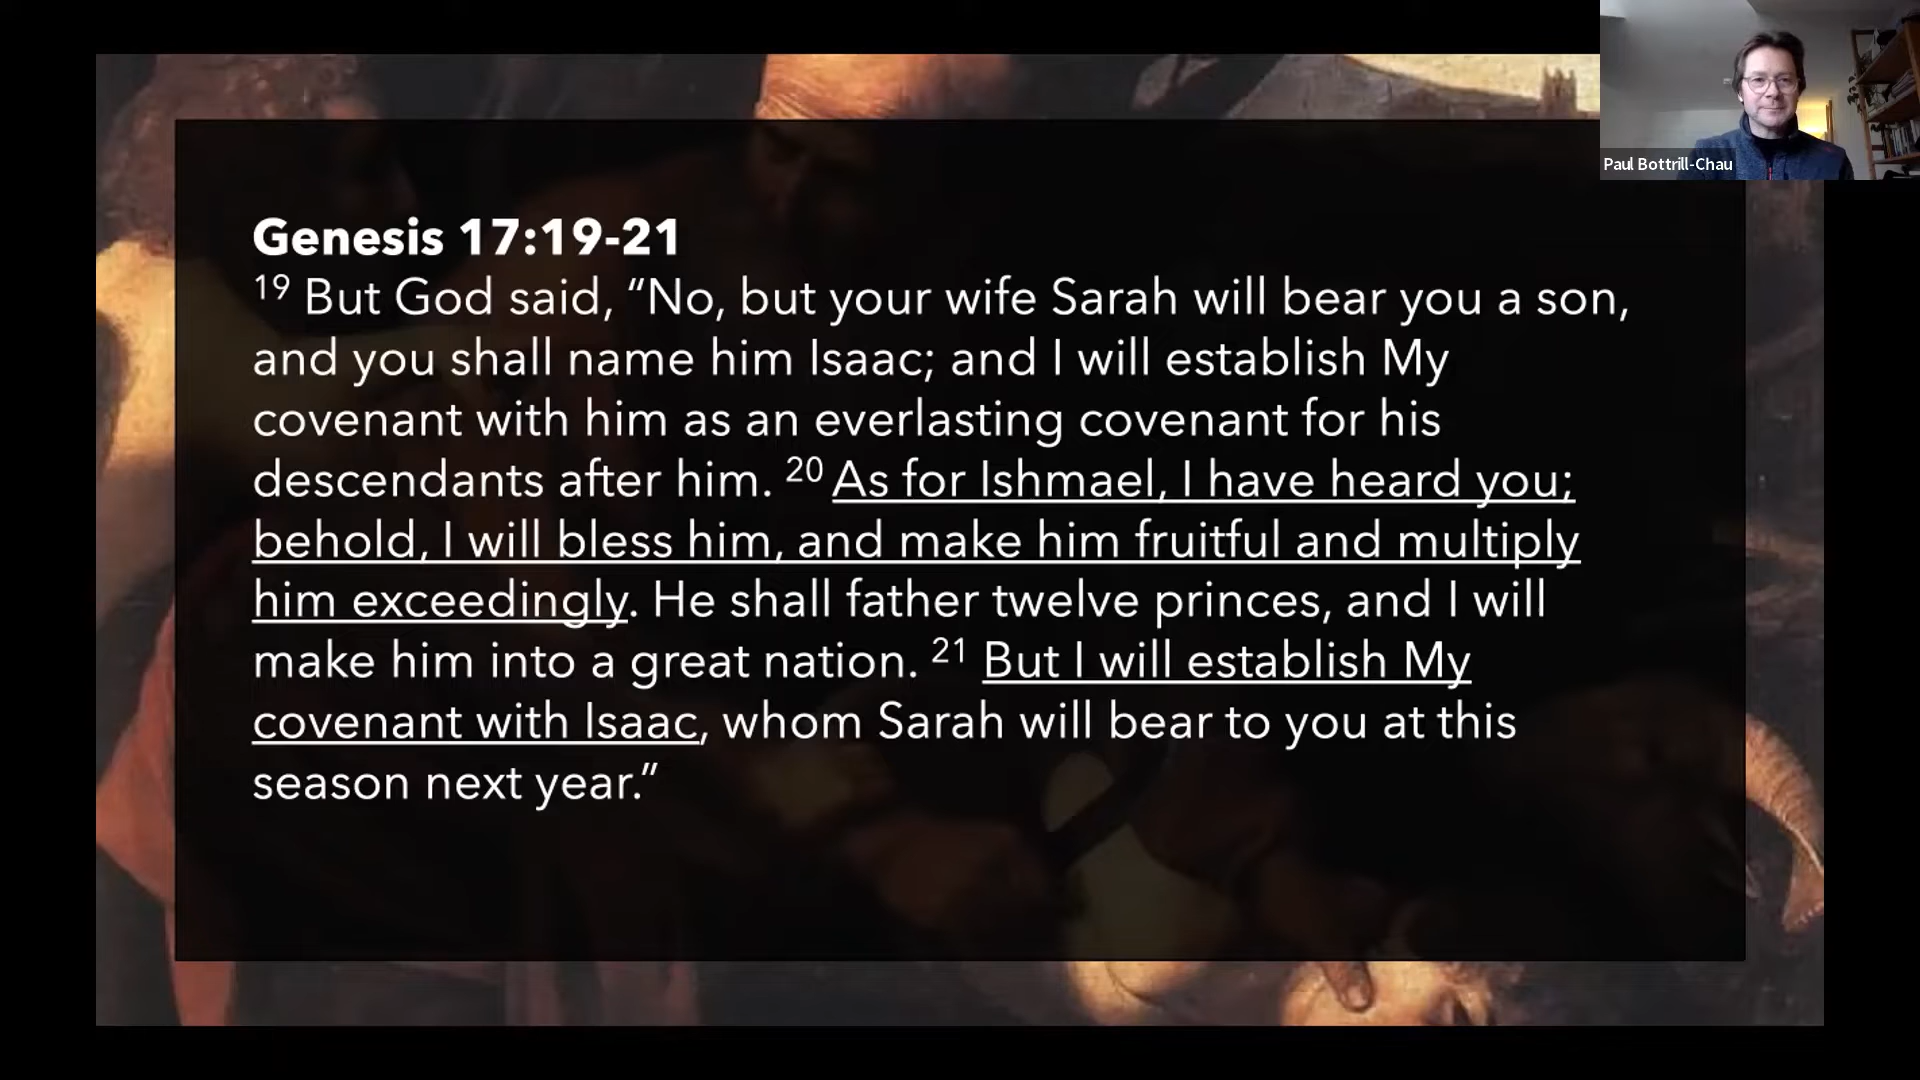 Paul Bottrill-Chau
Genesis 17:19-21
19 But God said, “No, but your wife Sarah will bear you a son,
and you shall name him Isaac; and I will establish My
covenant with him as an everlasting covenant for his
descendants after him. 20 As for Ishmael, I have heard you;
behold, I will bless him, and make him fruitful and multiply
him exceedingly. He shall father twelve princes, and I will
make him into a great nation. 21 But I will establish My
covenant with Isaac, whom Sarah will bear to you at this
season next year.”